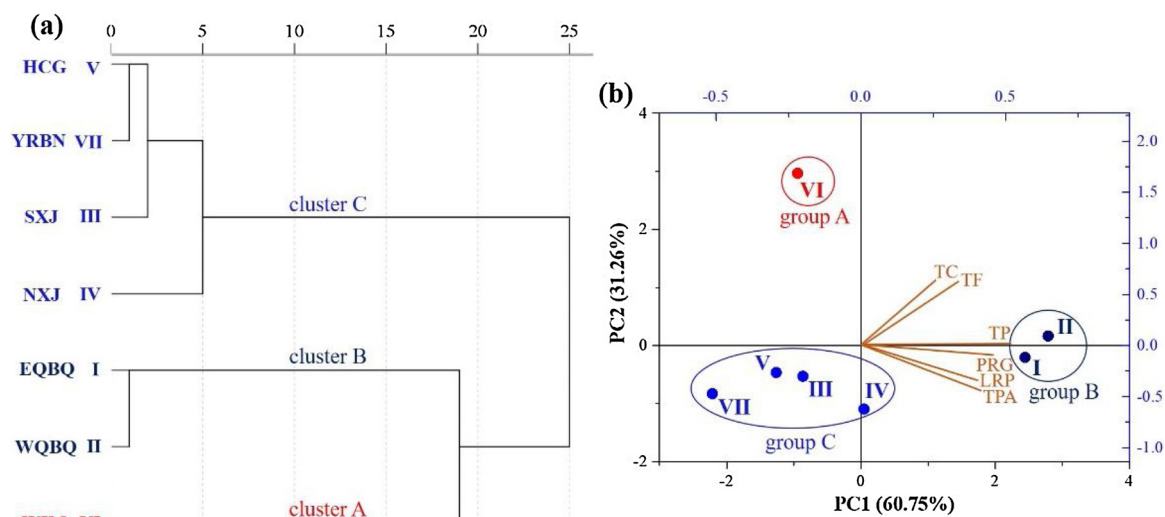 (a)
0 5 10 15 20 25
HCG V
YRBN VII
SXJ III
cluster C
NXJ IV
cluster B
EQBQ I
WQBQ II
cluster A
(b)
-0.5 0.0 0.5
4
2
0
-2
PC2 (31.26%)
VI
group A
TC
TF
TP
PRG
LRP
TPA
II
I
group B
V
III
IV
VII
group C
2.0
1.5
1.0
0.5
0.0
-0.5
-1.0
-2 0 2 4
PC1 (60.75%)